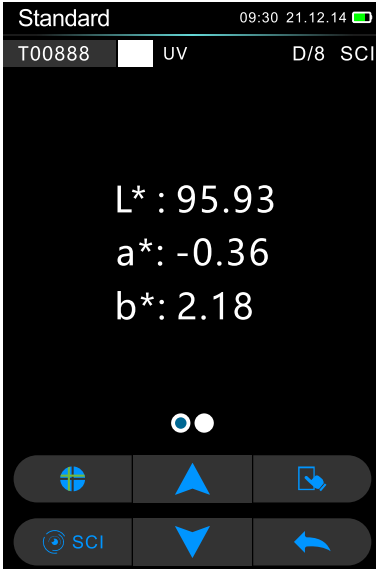 Standard 09:30 21.12.14
T00888 UV D/8 SCI
L* : 95.93
a*: -0.36
b*: 2.18
SCI